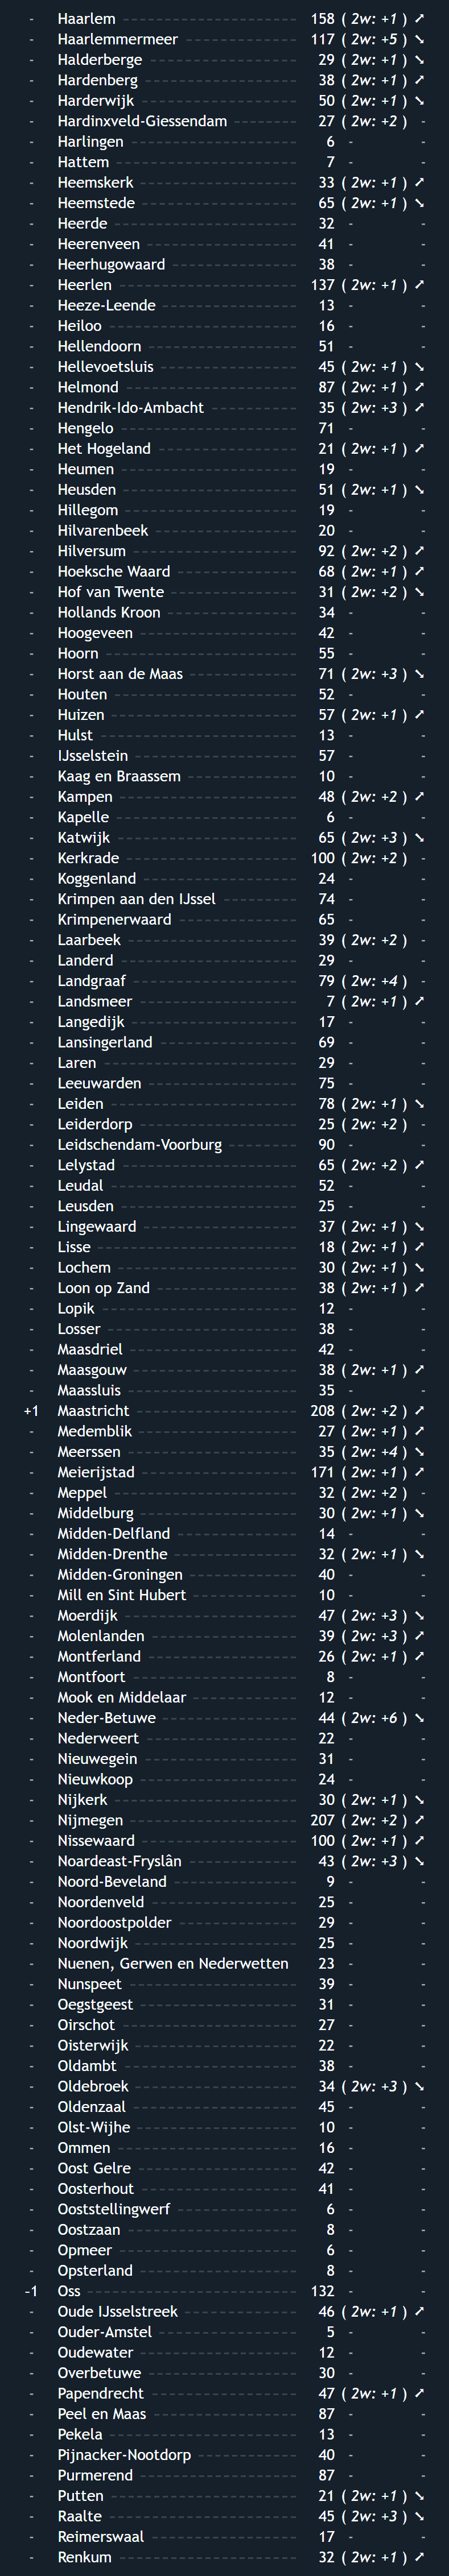 - Haarlem 158 ( 2w: +1 ) ➚
- Haarlemmermeer 117 ( 2w: +5 ) ➘
- Halderberge 29 ( 2w: +1 ) ➘
- Hardenberg 38 ( 2w: +1 ) ➚
- Harderwijk 50 ( 2w: +1 ) ➘
- Hardinxveld-Giessendam 27 ( 2w: +2 ) -
- Harlingen 6 - -
- Hattem 7 - -
- Heemskerk 33 ( 2w: +1 ) ➚
- Heemstede 65 ( 2w: +1 ) ➘
- Heerde 32 - -
- Heerenveen 41 - -
- Heerhugowaard 38 - -
- Heerlen 137 ( 2w: +1 ) ➚
- Heeze-Leende 13 - -
- Heiloo 16 - -
- Hellendoorn 51 - -
- Hellevoetsluis 45 ( 2w: +1 ) ➘
- Helmond 87 ( 2w: +1 ) ➚
- Hendrik-Ido-Ambacht 35 ( 2w: +3 ) ➚
- Hengelo 71 - -
- Het Hogeland 21 ( 2w: +1 ) ➚
- Heumen 19 - -
- Heusden 51 ( 2w: +1 ) ➘
- Hillegom 19 - -
- Hilvarenbeek 20 - -
- Hilversum 92 ( 2w: +2 ) ➚
- Hoeksche Waard 68 ( 2w: +1 ) ➚
- Hof van Twente 31 ( 2w: +2 ) ➘
- Hollands Kroon 34 - -
- Hoogeveen 42 - -
- Hoorn 55 - -
- Horst aan de Maas 71 ( 2w: +3 ) ➘
- Houten 52 - -
- Huizen 57 ( 2w: +1 ) ➚
- Hulst 13 - -
- IJsselstein 57 - -
- Kaag en Braassem 10 - -
- Kampen 48 ( 2w: +2 ) ➚
- Kapelle 6 - -
- Katwijk 65 ( 2w: +3 ) ➘
- Kerkrade 100 ( 2w: +2 ) -
- Koggenland 24 - -
- Krimpen aan den IJssel 74 - -
- Krimpenerwaard 65 - -
- Laarbeek 39 ( 2w: +2 ) -
- Landerd 29 - -
- Landgraaf 79 ( 2w: +4 ) -
- Landsmeer 7 ( 2w: +1 ) ➚
- Langedijk 17 - -
- Lansingerland 69 - -
- Laren 29 - -
- Leeuwarden 75 - -
- Leiden 78 ( 2w: +1 ) ➘
- Leiderdorp 25 ( 2w: +2 ) -
- Leidschendam-Voorburg 90 - -
- Lelystad 65 ( 2w: +2 ) ➚
- Leudal 52 - -
- Leusden 25 - -
- Lingewaard 37 ( 2w: +1 ) ➘
- Lisse 18 ( 2w: +1 ) ➚
- Lochem 30 ( 2w: +1 ) ➘
- Loon op Zand 38 ( 2w: +1 ) ➚
- Lopik 12 - -
- Losser 38 - -
- Maasdriel 42 - -
- Maasgouw 38 ( 2w: +1 ) ➚
- Maassluis 35 - -
+1 Maastricht 208 ( 2w: +2 ) ➚
- Medemblik 27 ( 2w: +1 ) ➚
- Meerssen 35 ( 2w: +4 ) ➘
- Meierijstad 171 ( 2w: +1 ) ➚
- Meppel 32 ( 2w: +2 ) -
- Middelburg 30 ( 2w: +1 ) ➘
- Midden-Delfland 14 - -
- Midden-Drenthe 32 ( 2w: +1 ) ➘
- Midden-Groningen 40 - -
- Mill en Sint Hubert 10 - -
- Moerdijk 47 ( 2w: +3 ) ➘
- Molenlanden 39 ( 2w: +3 ) ➚
- Montferland 26 ( 2w: +1 ) ➚
- Montfoort 8 - -
- Mook en Middelaar 12 - -
- Neder-Betuwe 44 ( 2w: +6 ) ➘
- Nederweert 22 - -
- Nieuwegein 31 - -
- Nieuwkoop 24 - -
- Nijkerk 30 ( 2w: +1 ) ➘
- Nijmegen 207 ( 2w: +2 ) ➚
- Nissewaard 100 ( 2w: +1 ) ➚
- Noardeast-Fryslân 43 ( 2w: +3 ) ➘
- Noord-Beveland 9 - -
- Noordenveld 25 - -
- Noordoostpolder 29 - -
- Noordwijk 25 - -
- Nuenen, Gerwen en Nederwetten 23 - -
- Nunspeet 39 - -
- Oegstgeest 31 - -
- Oirschot 27 - -
- Oisterwijk 22 - -
- Oldambt 38 - -
- Oldebroek 34 ( 2w: +3 ) ➘
- Oldenzaal 45 - -
- Olst-Wijhe 10 - -
- Ommen 16 - -
- Oost Gelre 42 - -
- Oosterhout 41 - -
- Ooststellingwerf 6 - -
- Oostzaan 8 - -
- Opmeer 6 - -
- Opsterland 8 - -
-1 Oss 132 - -
- Oude IJsselstreek 46 ( 2w: +1 ) ➚
- Ouder-Amstel 5 - -
- Oudewater 12 - -
- Overbetuwe 30 - -
- Papendrecht 47 ( 2w: +1 ) ➚
- Peel en Maas 87 - -
- Pekela 13 - -
- Pijnacker-Nootdorp 40 - -
- Purmerend 87 - -
- Putten 21 ( 2w: +1 ) ➘
- Raalte 45 ( 2w: +3 ) ➘
- Reimerswaal 17 - -
- Renkum 32 ( 2w: +1 ) ➚